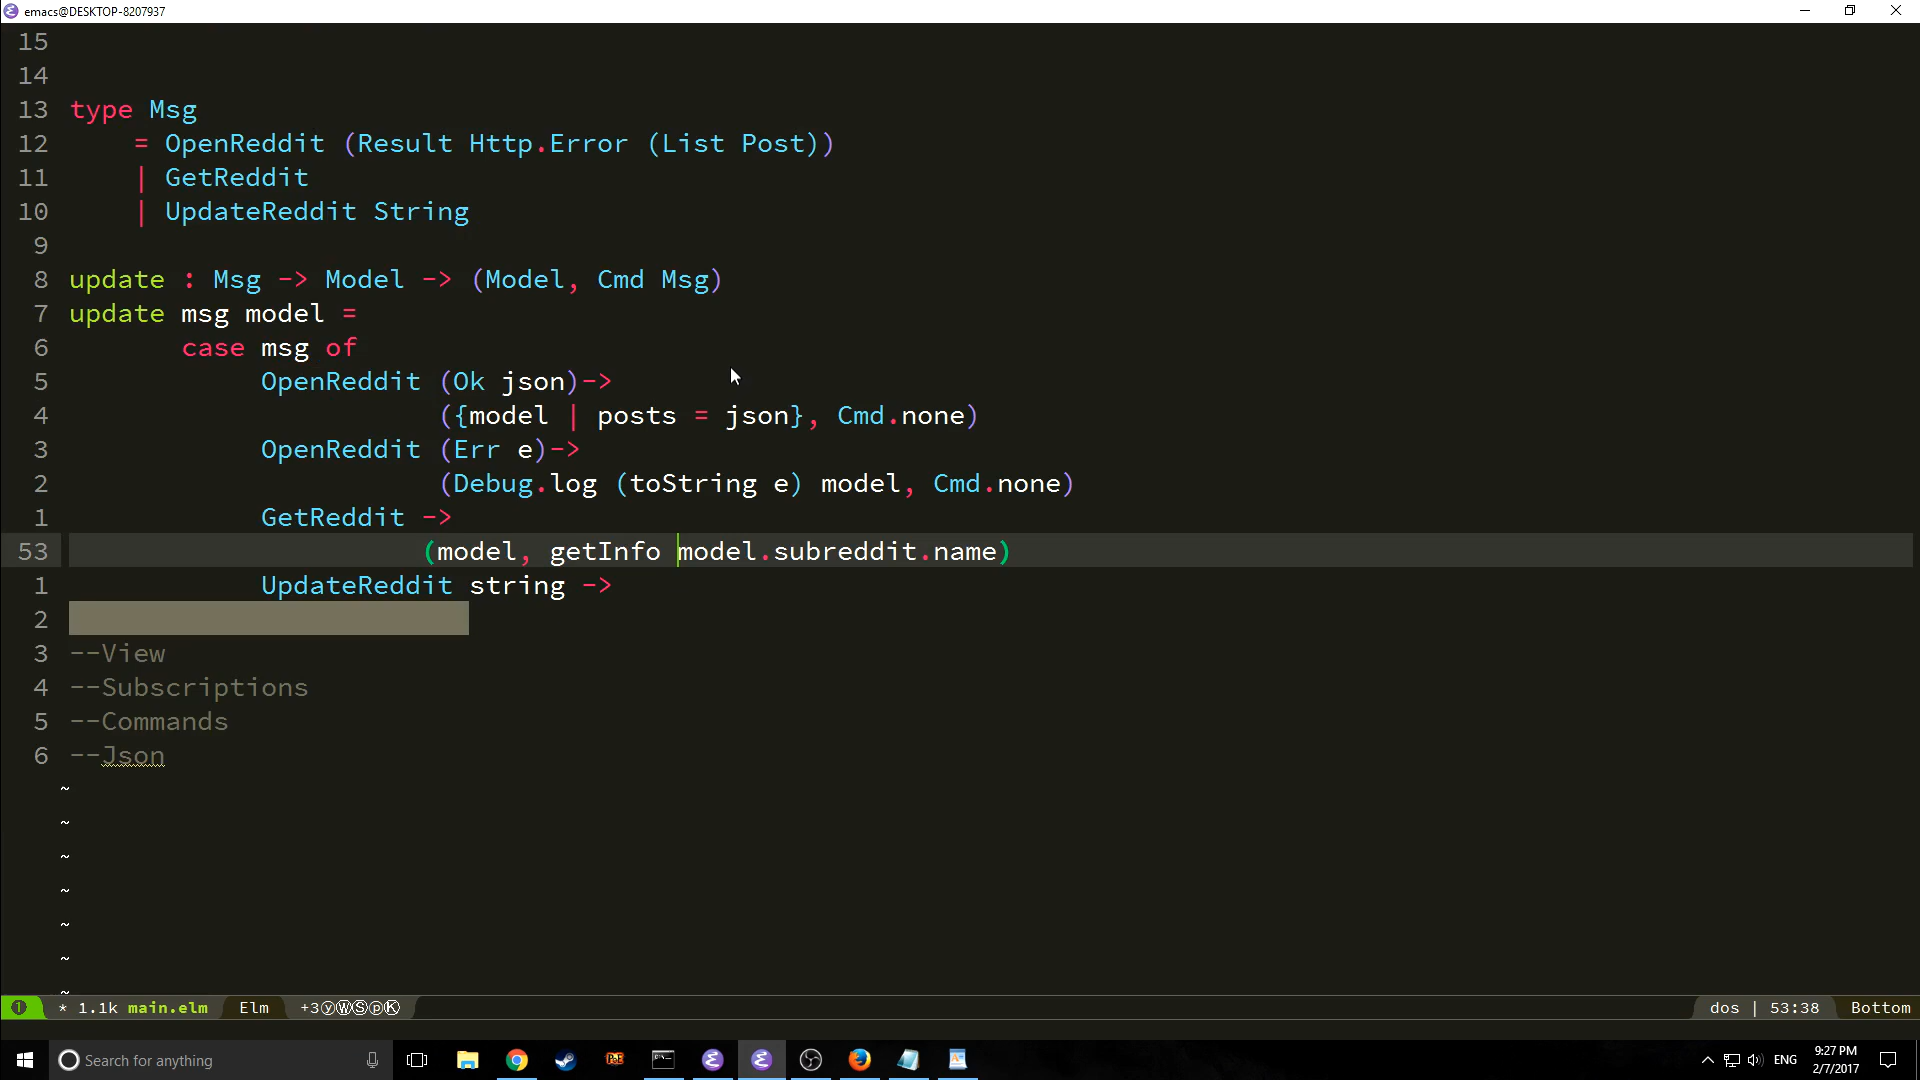 emacs@DESKTOP-8207937
15
14
13 type Msg
12 = OpenReddit (Result Http.Error (List Post))
11 | GetReddit
10 | UpdateReddit String
9
8 update : Msg -> Model -> (Model, Cmd Msg)
7 update msg model =
6 case msg of
5 OpenReddit (Ok json)->
4 ({model | posts = json}, Cmd.none)
3 OpenReddit (Err e)->
2 (Debug.log (toString e) model, Cmd.none)
1 GetReddit ->
53 (model, getInfo model.subreddit.name)
1 UpdateReddit string ->
2
3 --View
4 --Subscriptions
5 --Commands
6 --Json
~
~
~
~
~
~
~
* 1.1k main.elm Elm +3ⓨⓌⓈⓟⓀ dos | 53:38 Bottom
Search for anything ENG 9:27 PM
2/7/2017